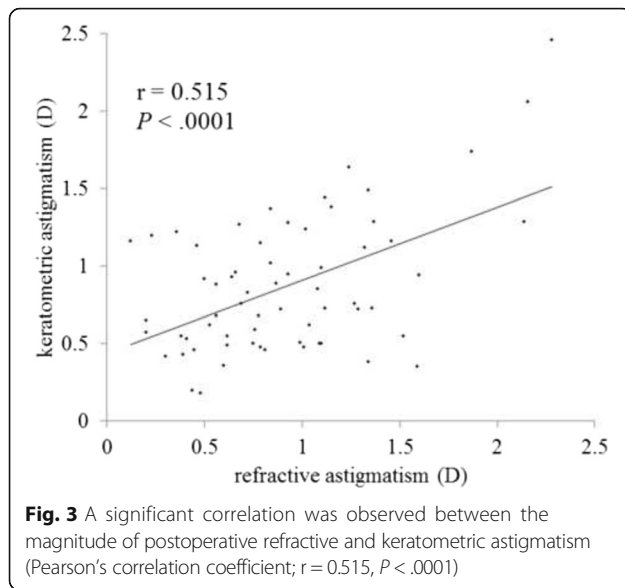 2.5
r = 0.515
P < .0001
2
1.5
1
0.5
0
keratometric astigmatism (D)
0 0.5 1 1.5 2 2.5
refractive astigmatism (D)
Fig. 3 A significant correlation was observed between the
magnitude of postoperative refractive and keratometric astigmatism
(Pearson's correlation coefficient; r = 0.515, P < .0001)